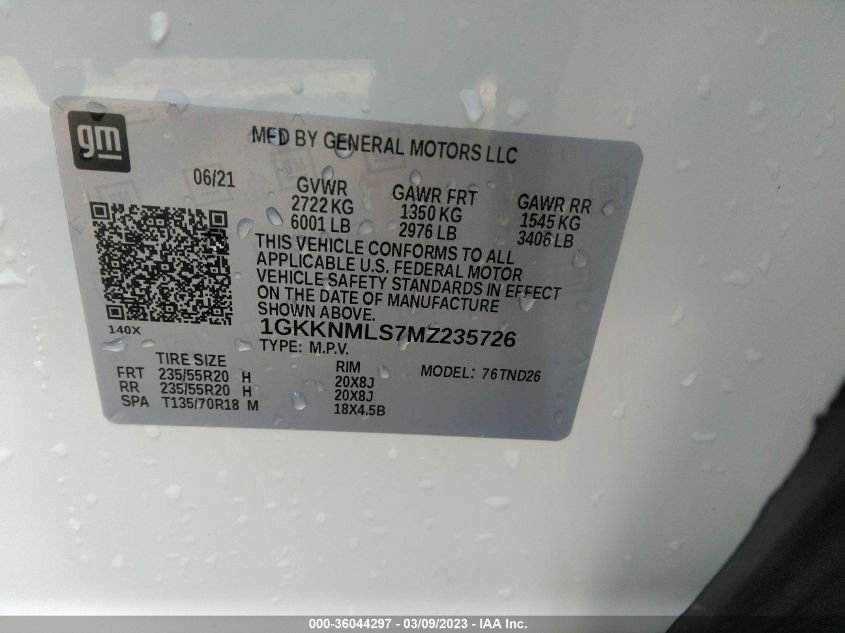 gm
MFD BY GENERAL MOTORS LLC
06/21
GVWR
2722 KG
6001 LB
GAWR FRT
1350 KG
2976 LB
GAWR RR
1545 KG
3406 LB
THIS VEHICLE CONFORMS TO ALL
APPLICABLE U.S. FEDERAL MOTOR
VEHICLE SAFETY STANDARDS IN EFFECT
ON THE DATE OF MANUFACTURE
SHOWN ABOVE.
140X
1GKKNMLS7MZ235726
TYPE: M.P.V.
TIRE SIZE
FRT 235/55R20 H
RR 235/55R20 H
SPA T135/70R18 M
RIM
20X8J
20X8J
18X4.5B
MODEL: 76TND26
000-36044297 - 03/09/2023 - IAA Inc.